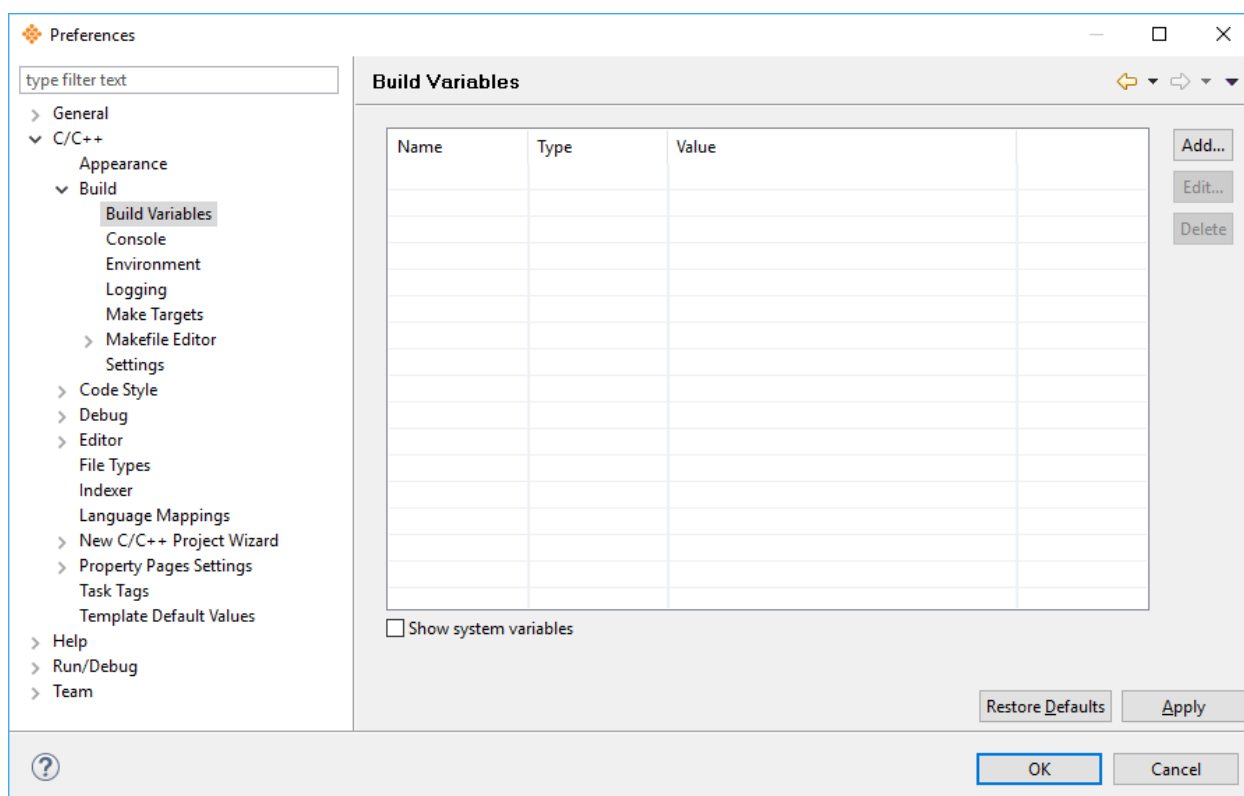 Preferences
type filter text
Build Variables
General
C/C++
Appearance
Build
Build Variables
Console
Environment
Logging
Make Targets
Makefile Editor
Settings
Code Style
Debug
Editor
File Types
Indexer
Language Mappings
New C/C++ Project Wizard
Property Pages Settings
Task Tags
Template Default Values
Help
Run/Debug
Team
Name Type Value
Add...
Edit...
Delete
Show system variables
Restore Defaults Apply
OK Cancel